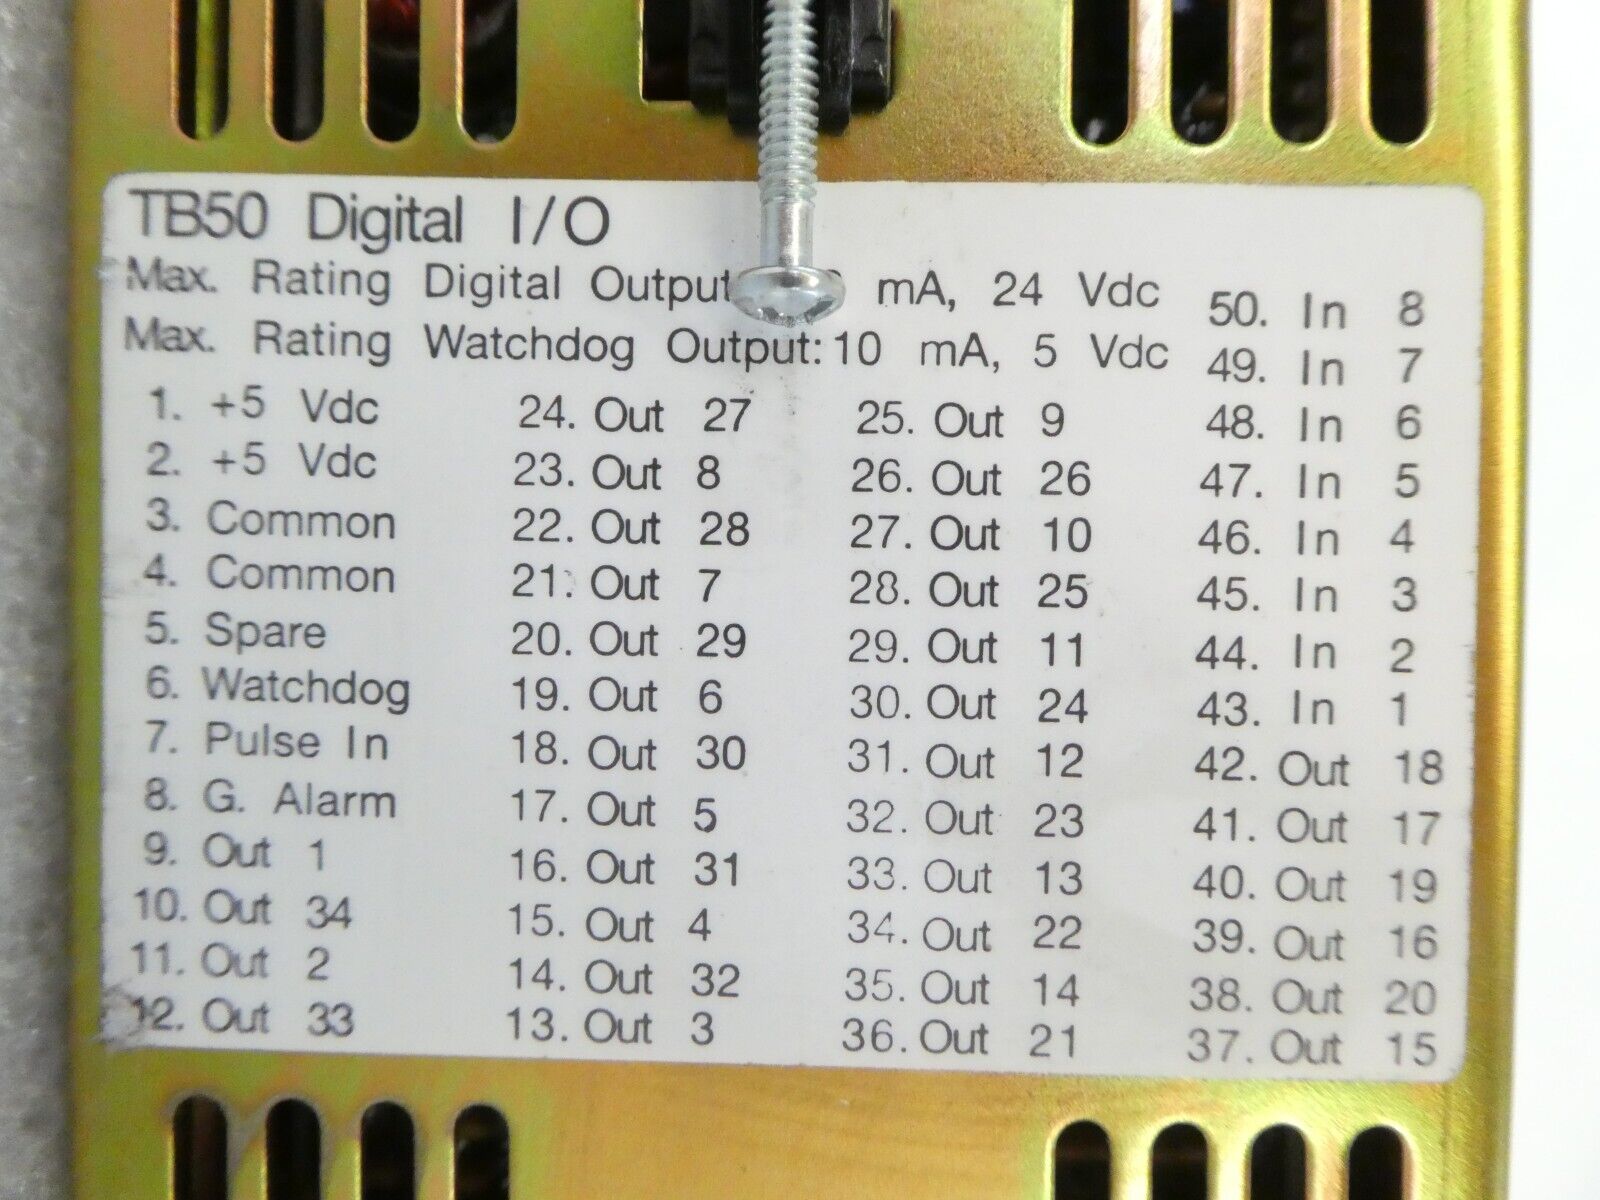 TB50 Digital I/O
Max. Rating Digital Output mA, 24 Vdc
Max. Rating Watchdog Output: 10 mA, 5 Vdc
1. +5 Vdc
2. +5 Vdc
3. Common
4. Common
5. Spare
6. Watchdog
7. Pulse In
8. G. Alarm
9. Out 1
10. Out 34
11. Out 2
12. Out 33
24. Out 27
23. Out 8
22. Out 28
21. Out 7
20. Out 29
19. Out 6
18. Out 30
17. Out 5
16. Out 31
15. Out 4
14. Out 32
13. Out 3
25. Out 9
26. Out 26
27. Out 10
28. Out 25
29. Out 11
30. Out 24
31. Out 12
32. Out 23
33. Out 13
34. Out 22
35. Out 14
36. Out 21
50. In 8
49. In 7
48. In 6
47. In 5
46. In 4
45. In 3
44. In 2
43. In 1
42. Out 18
41. Out 17
40. Out 19
39. Out 16
38. Out 20
37. Out 15